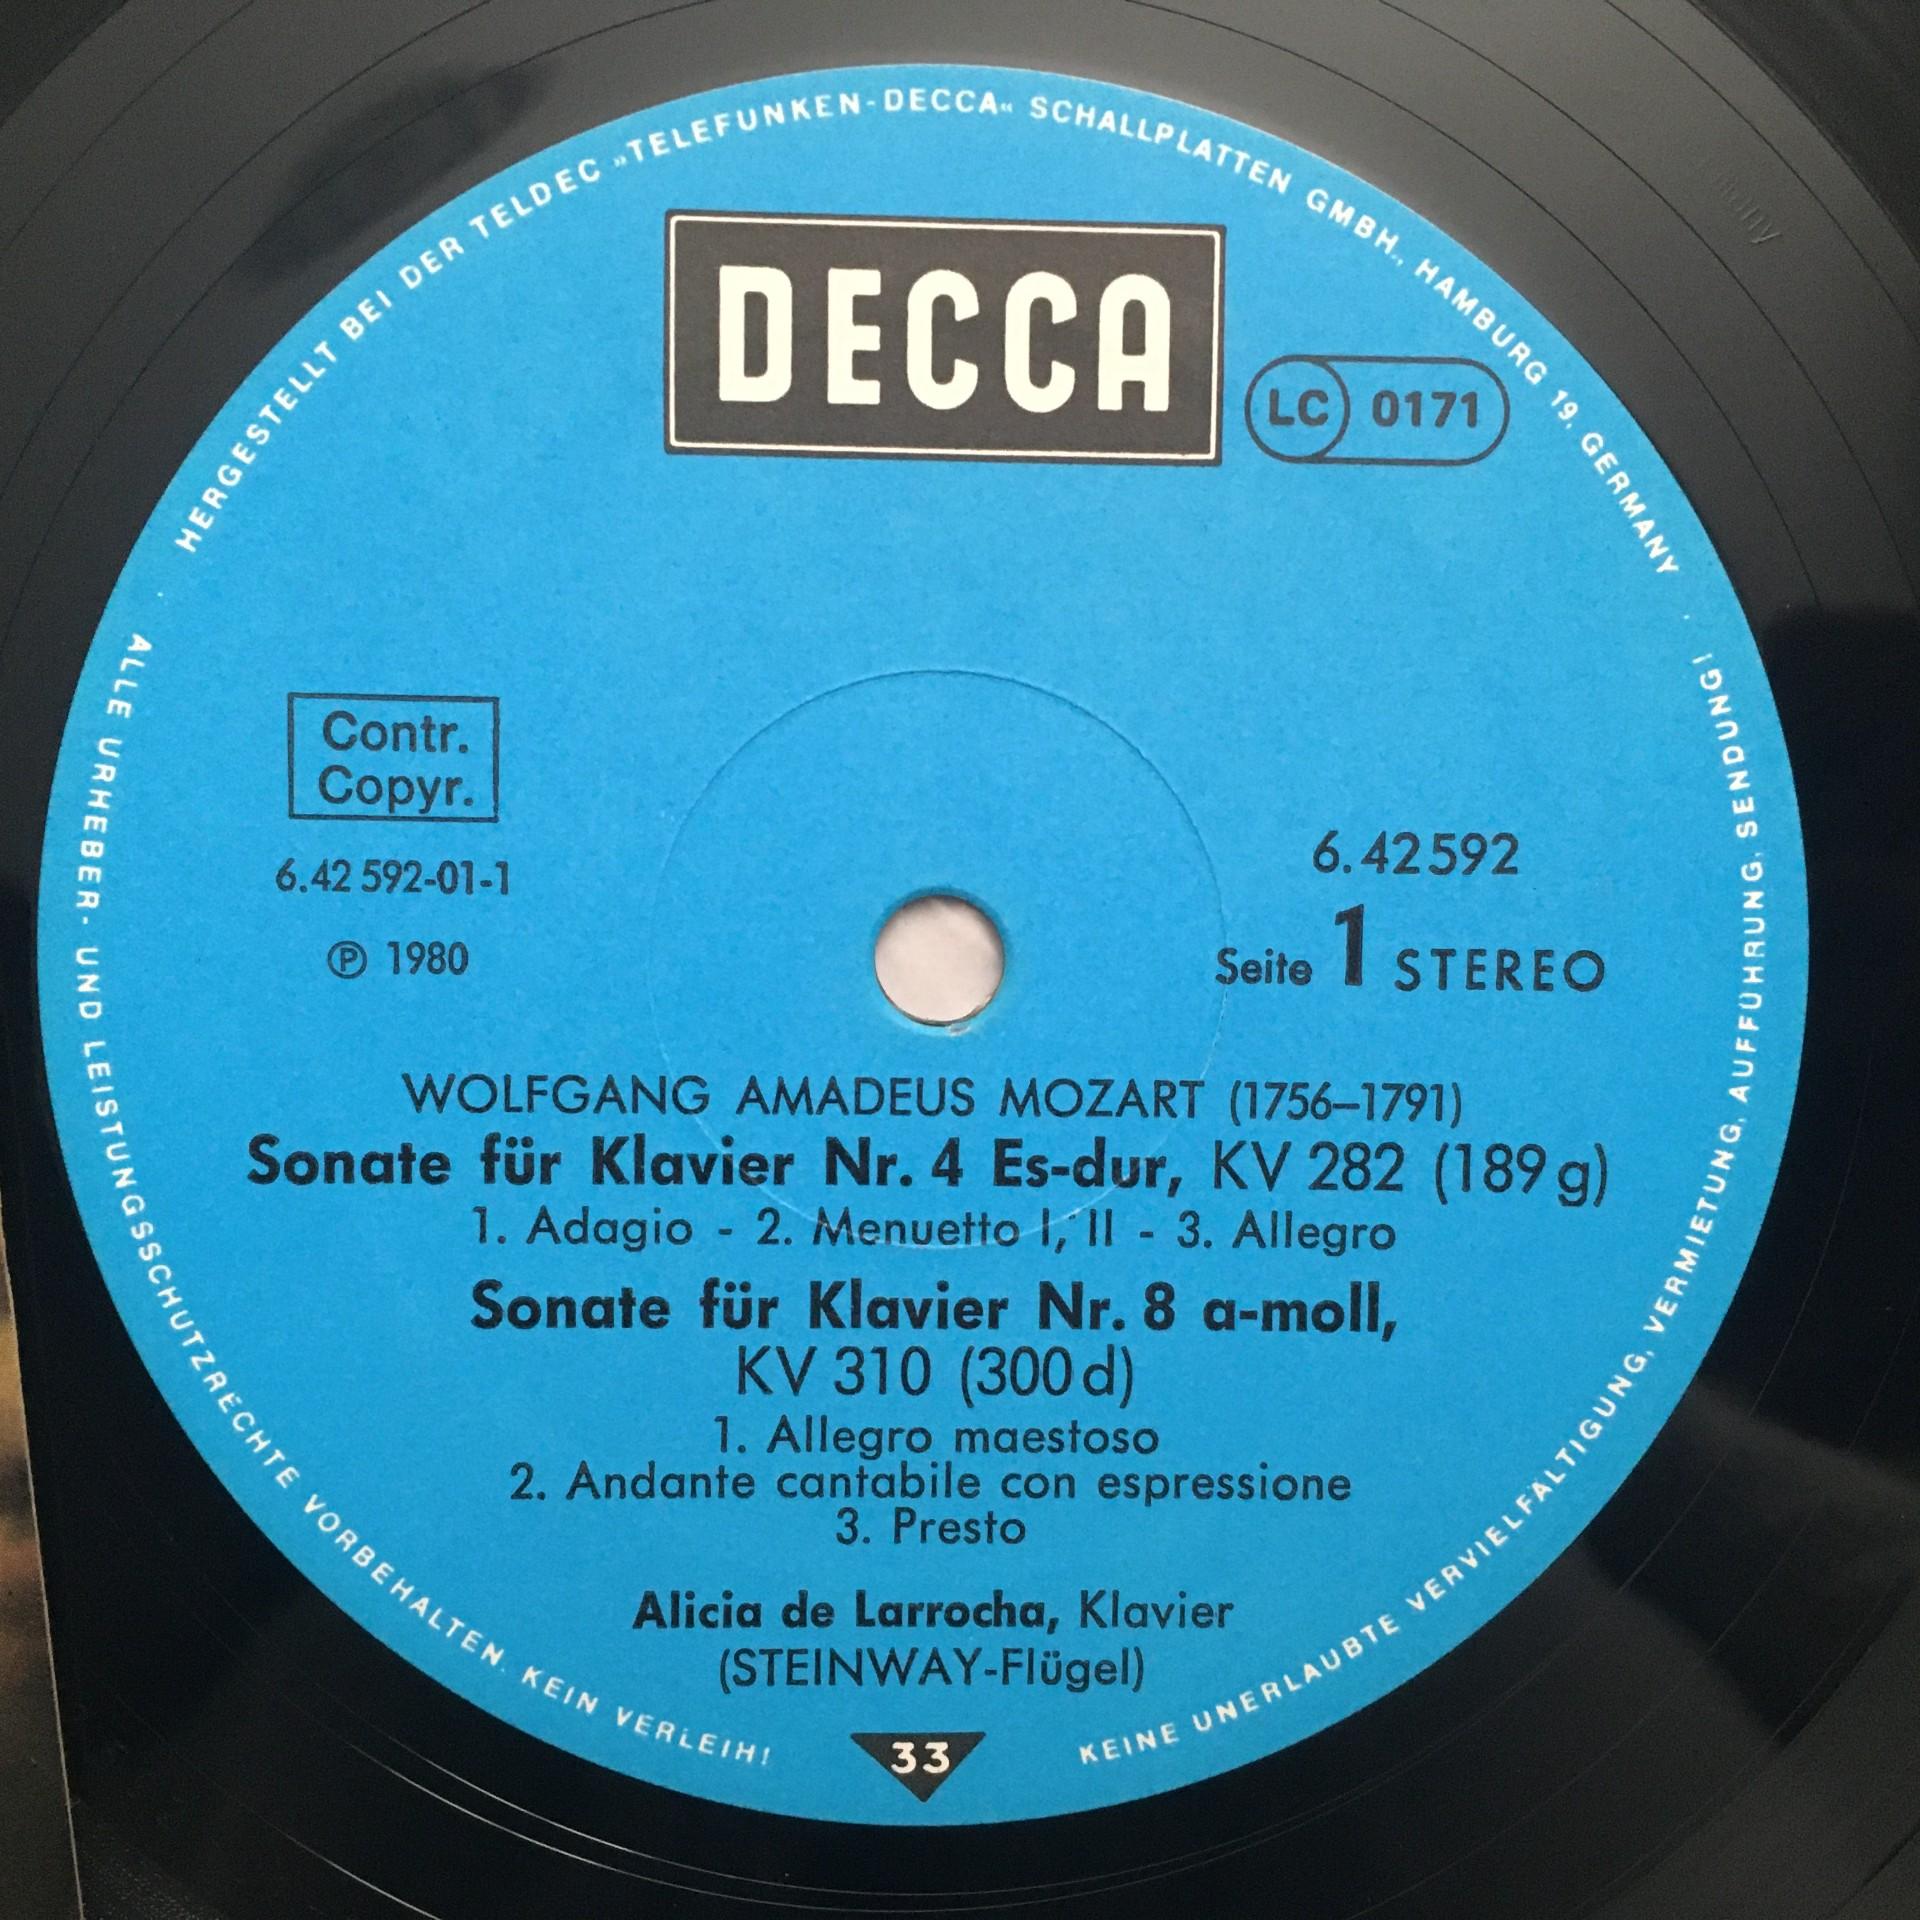 HERGESTELLT BEI DER TELDEC »TELEFUNKEN-DECCA« SCHALLPLATTEN GMBH., HAMBURG 19, GERMANY
DECCA
LC 0171
Contr.
Copyr.
6.42 592-01-1
℗ 1980
6.42592
Seite 1 STEREO
WOLFGANG AMADEUS MOZART (1756–1791)
Sonate für Klavier Nr. 4 Es-dur, KV 282 (189 g)
1. Adagio - 2. Menuetto I, II - 3. Allegro
Sonate für Klavier Nr. 8 a-moll,
KV 310 (300 d)
1. Allegro maestoso
2. Andante cantabile con espressione
3. Presto
Alicia de Larrocha, Klavier
(STEINWAY-Flügel)
33
ALLE URHEBER- UND LEISTUNGSSCHUTZRECHTE VORBEHALTEN. KEIN VERLEIH!
KEINE UNERLAUBTE VERVIELFÄLTIGUNG, VERMIETUNG, AUFFÜHRUNG, SENDUNG!